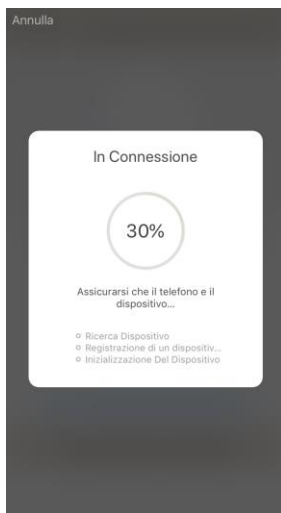 Annulla
In Connessione
30%
Assicurarsi che il telefono e il
dispositivo...
Ricerca Dispositivo
Registrazione di un dispositiv...
Inizializzazione Del Dispositivo